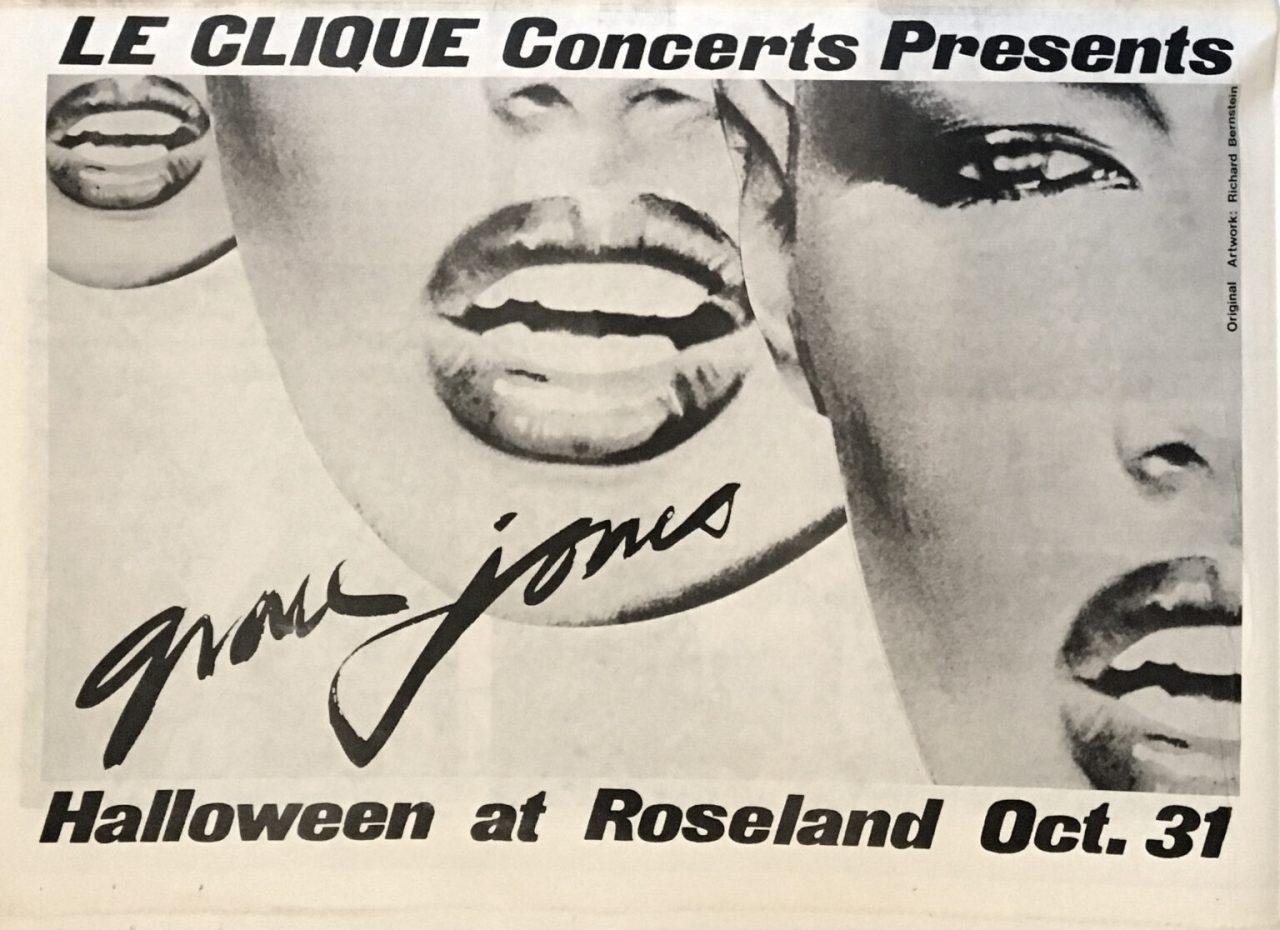 LE CLIQUE Concerts Presents
Original Artwork: Richard Bernstein
grace jones
Halloween at Roseland Oct. 31